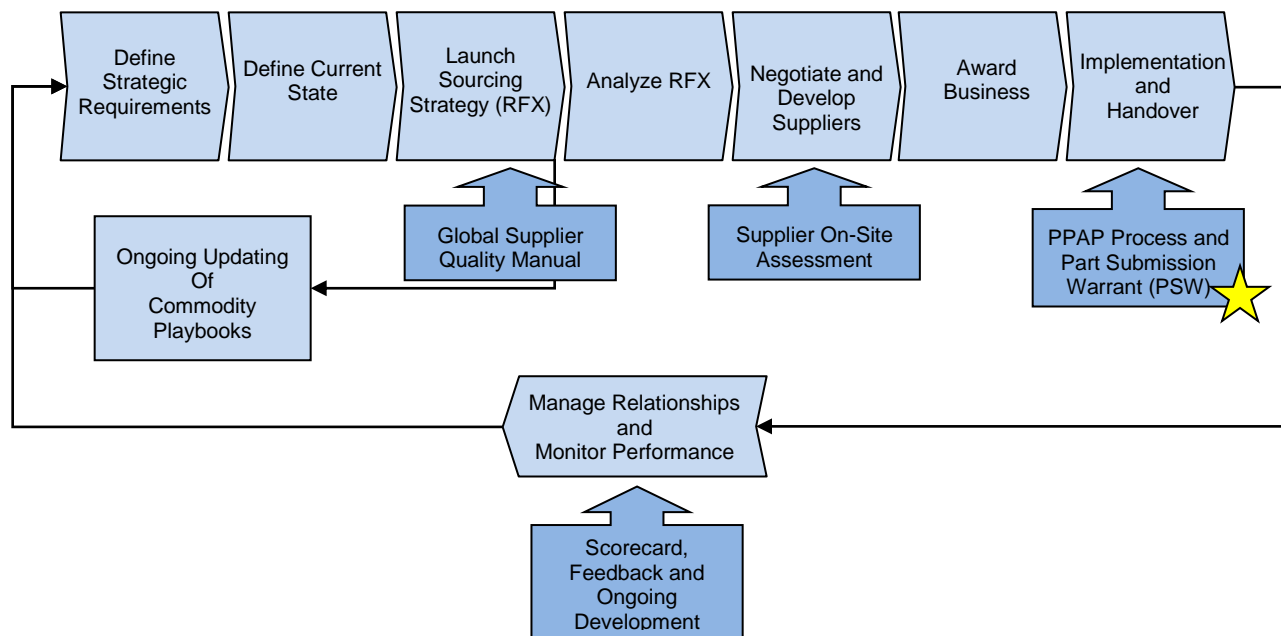 Define
Strategic
Requirements
Define Current
State
Launch
Sourcing
Strategy (RFX)
Analyze RFX
Negotiate and
Develop
Suppliers
Award
Business
Implementation
and
Handover
Global Supplier
Quality Manual
Supplier On-Site
Assessment
PPAP Process and
Part Submission
Warrant (PSW)
Ongoing Updating
Of
Commodity
Playbooks
Manage Relationships
and
Monitor Performance
Scorecard,
Feedback and
Ongoing
Development